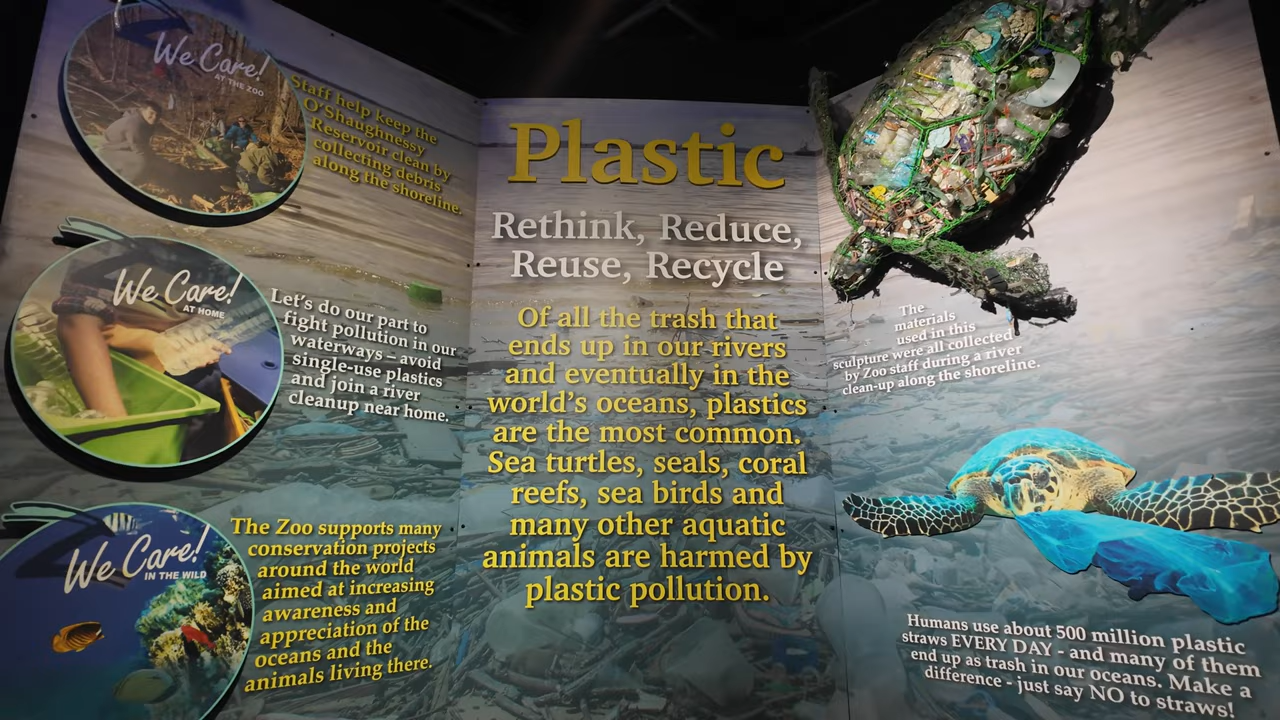 We Care!
AT THE ZOO
Staff help keep the
O'Shaughnessy
Reservoir clean by
collecting debris
along the shoreline.
We Care!
AT HOME
Let's do our part to
fight pollution in our
waterways – avoid
single-use plastics
and join a river
cleanup near home.
We Care!
IN THE WILD
The Zoo supports many
conservation projects
around the world
aimed at increasing
awareness and
appreciation of the
oceans and the
animals living there.
Plastic
Rethink, Reduce,
Reuse, Recycle
Of all the trash that
ends up in our rivers
and eventually in the
world's oceans, plastics
are the most common.
Sea turtles, seals, coral
reefs, sea birds and
many other aquatic
animals are harmed by
plastic pollution.
The
materials
used in this
sculpture were all collected
by Zoo staff during a river
clean-up along the shoreline.
Humans use about 500 million plastic
straws EVERY DAY - and many of them
end up as trash in our oceans. Make a
difference - just say NO to straws!